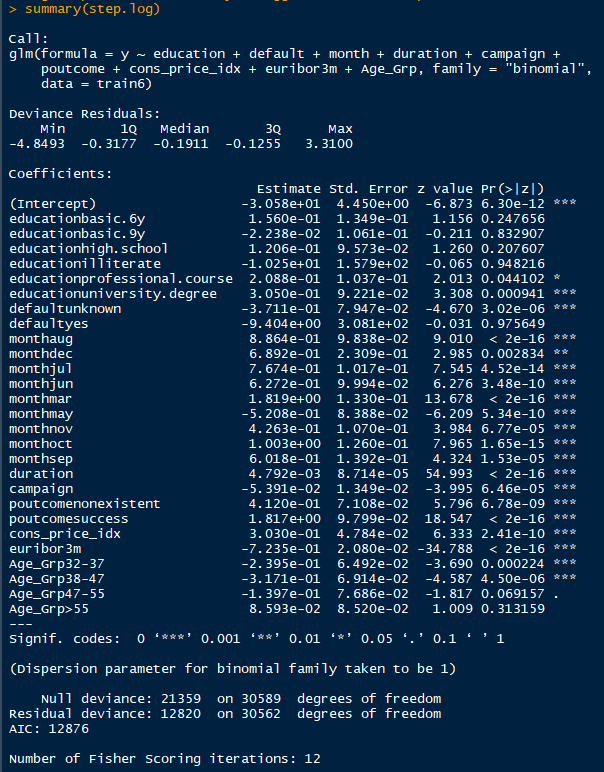 > summary(step.log)
Call:
glm(formula = y ~ education + default + month + duration + campaign +
    poutcome + cons_price_idx + euribor3m + Age_Grp, family = "binomial",
    data = train6)
Deviance Residuals:
    Min      1Q  Median      3Q     Max
-4.8493 -0.3177 -0.1911 -0.1255  3.3100
Coefficients:
                              Estimate Std. Error z value Pr(>|z|)
(Intercept)                 -3.058e+01  4.450e+00  -6.873 6.30e-12 ***
educationbasic.6y            1.560e-01  1.349e-01   1.156 0.247656
educationbasic.9y           -2.238e-02  1.061e-01  -0.211 0.832907
educationhigh.school         1.206e-01  9.573e-02   1.260 0.207607
educationilliterate         -1.025e+01  1.579e+02  -0.065 0.948216
educationprofessional.course 2.088e-01  1.037e-01   2.013 0.044102 *
educationuniversity.degree   3.050e-01  9.221e-02   3.308 0.000941 ***
defaultunknown              -3.711e-01  7.947e-02  -4.670 3.02e-06 ***
defaultyes                  -9.404e+00  3.081e+02  -0.031 0.975649
monthaug                     8.864e-01  9.838e-02   9.010  < 2e-16 ***
monthdec                     6.892e-01  2.309e-01   2.985 0.002834 **
monthjul                     7.674e-01  1.017e-01   7.545 4.52e-14 ***
monthjun                     6.272e-01  9.994e-02   6.276 3.48e-10 ***
monthmar                     1.819e+00  1.330e-01  13.678  < 2e-16 ***
monthmay                    -5.208e-01  8.388e-02  -6.209 5.34e-10 ***
monthnov                     4.263e-01  1.070e-01   3.984 6.77e-05 ***
monthoct                     1.003e+00  1.260e-01   7.965 1.65e-15 ***
monthsep                     6.018e-01  1.392e-01   4.324 1.53e-05 ***
duration                     4.792e-03  8.714e-05  54.993  < 2e-16 ***
campaign                    -5.391e-02  1.349e-02  -3.995 6.46e-05 ***
poutcomenonexistent          4.120e-01  7.108e-02   5.796 6.78e-09 ***
poutcomesuccess              1.817e+00  9.799e-02  18.547  < 2e-16 ***
cons_price_idx               3.030e-01  4.784e-02   6.333 2.41e-10 ***
euribor3m                   -7.235e-01  2.080e-02 -34.788  < 2e-16 ***
Age_Grp32-37                -2.395e-01  6.492e-02  -3.690 0.000224 ***
Age_Grp38-47                -3.171e-01  6.914e-02  -4.587 4.50e-06 ***
Age_Grp47-55                -1.397e-01  7.686e-02  -1.817 0.069157 .
Age_Grp>55                   8.593e-02  8.520e-02   1.009 0.313159
---
Signif. codes:  0 ‘***’ 0.001 ‘**’ 0.01 ‘*’ 0.05 ‘.’ 0.1 ‘ ’ 1
(Dispersion parameter for binomial family taken to be 1)
    Null deviance: 21359  on 30589  degrees of freedom
Residual deviance: 12820  on 30562  degrees of freedom
AIC: 12876
Number of Fisher Scoring iterations: 12